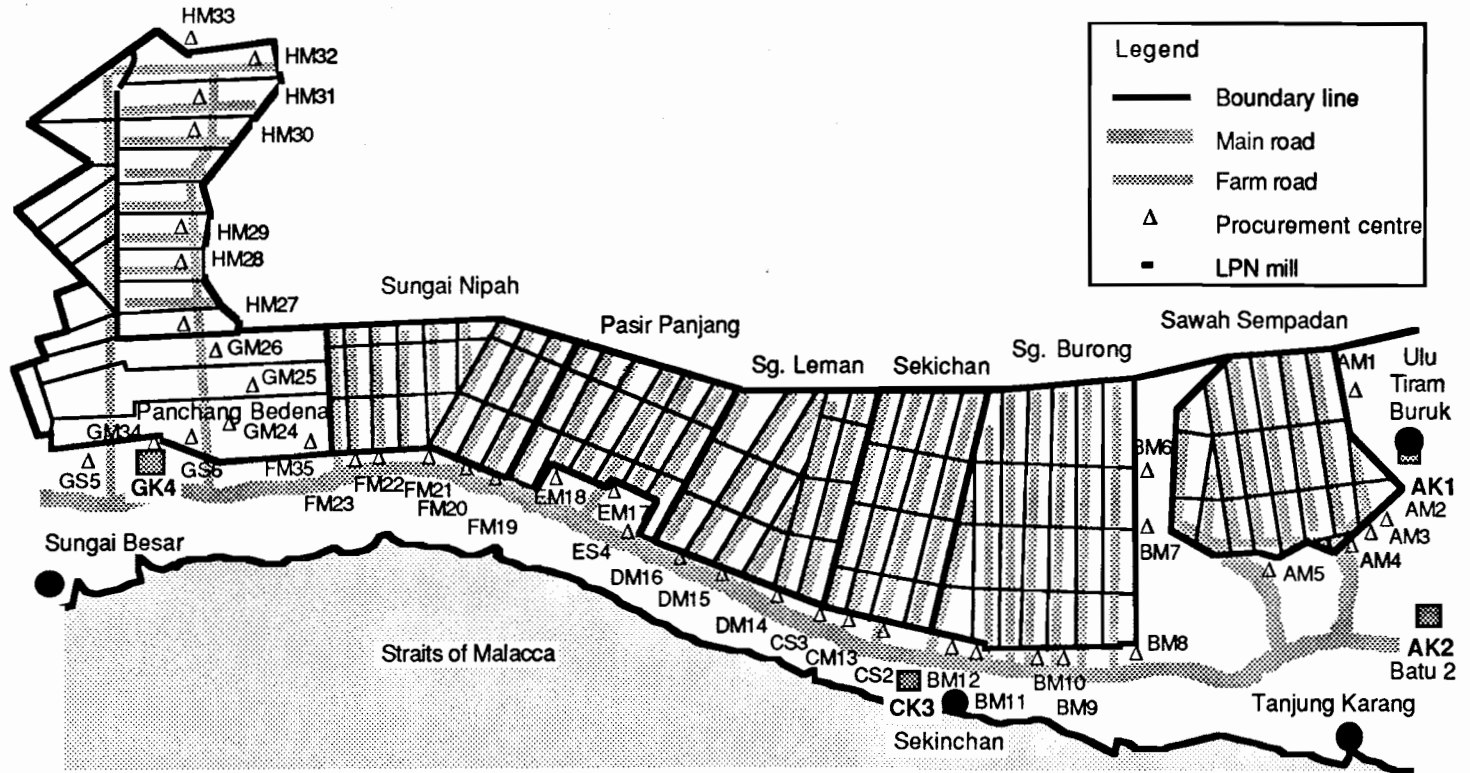 HM33
HM32
HM31
HM30
HM29
HM28
HM27
Legend
Boundary line
Main road
Farm road
Procurement centre
LPN mill
Sungai Nipah
Pasir Panjang
Sg. Leman
Sekichan
Sg. Burong
Sawah Sempadan
GM26
GM25
Panchang Bedena
GM34
GM24
GS5
GK4
GS6
FM35
FM23
FM22
FM21
FM20
FM19
EM18
EM17
ES4
DM16
DM15
DM14
CS3
CM13
CS2
CK3
BM12
BM11
BM10
BM9
BM8
BM7
BM6
AM1
Ulu
Tiram
Buruk
AK1
AM2
AM3
AM4
AM5
AK2
Batu 2
Sungai Besar
Straits of Malacca
Sekinchan
Tanjung Karang